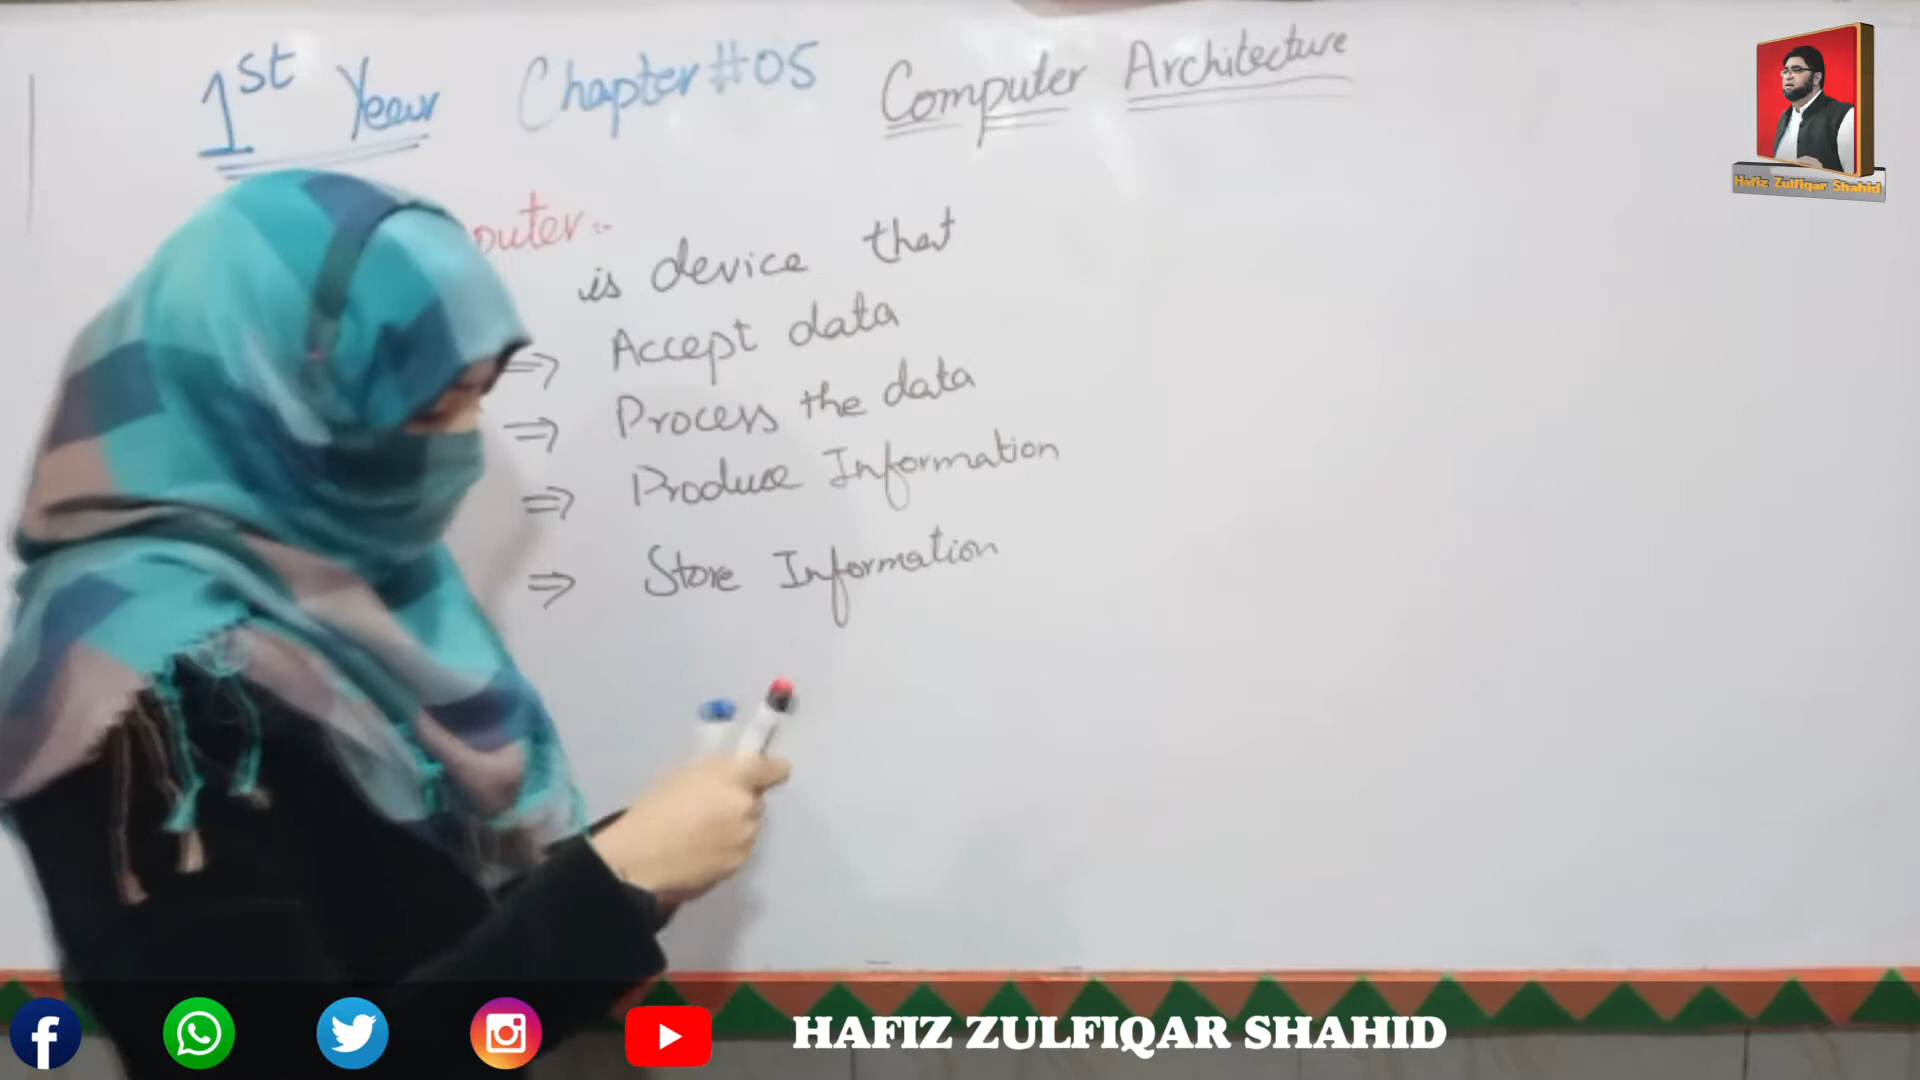 1st Year Chapter#05 Computer Architecture
Hafiz Zulfiqar Shahid
puter:-
is device that
⇒ Accept data
⇒ Process the data
⇒ Produce Information
⇒ Store Information
HAFIZ ZULFIQAR SHAHID